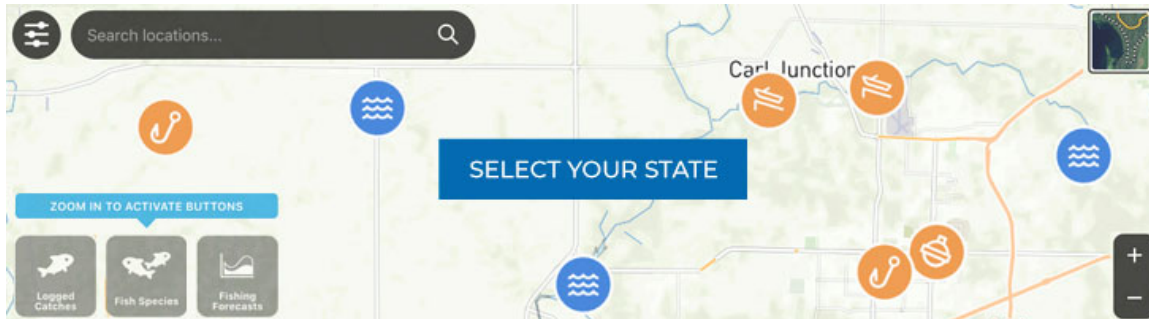 Search locations...
Carl Junction
SELECT YOUR STATE
ZOOM IN TO ACTIVATE BUTTONS
Logged
Catches
Fish Species
Fishing
Forecasts
+
−